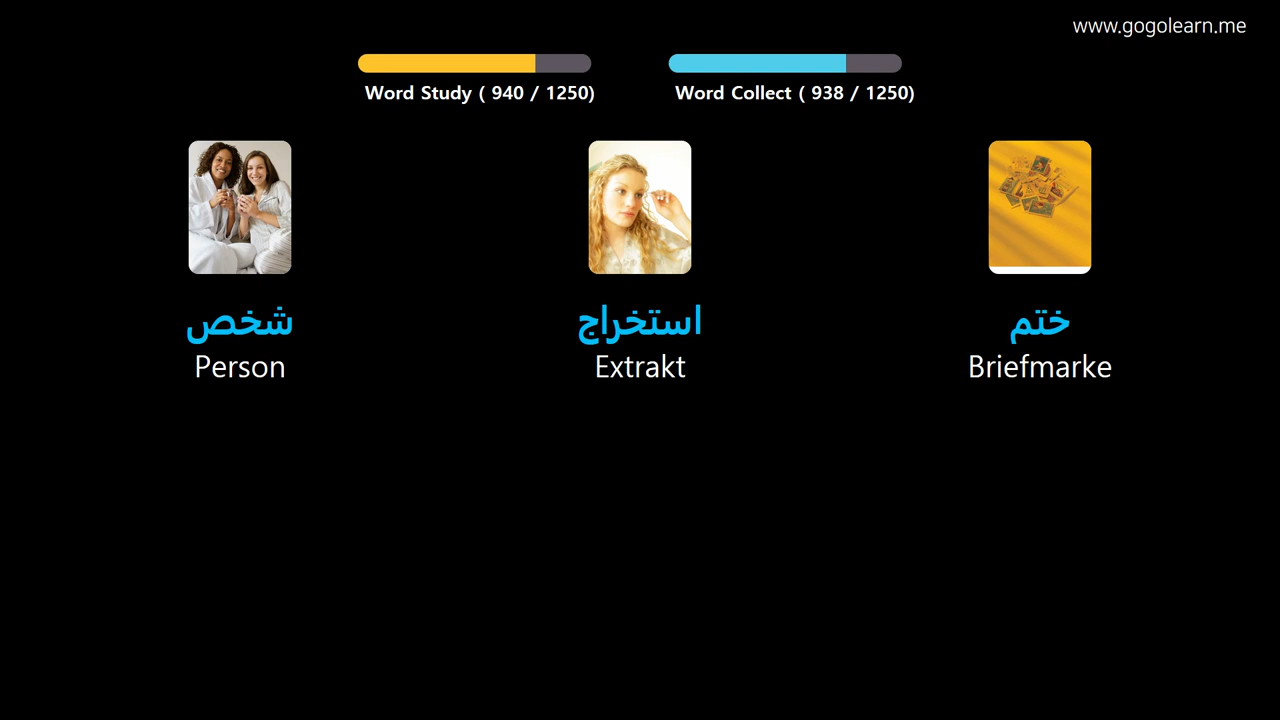 www.gogolearn.me
Word Study ( 940 / 1250)
Word Collect ( 938 / 1250)
شخص
استخراج
ختم
Person
Extrakt
Briefmarke